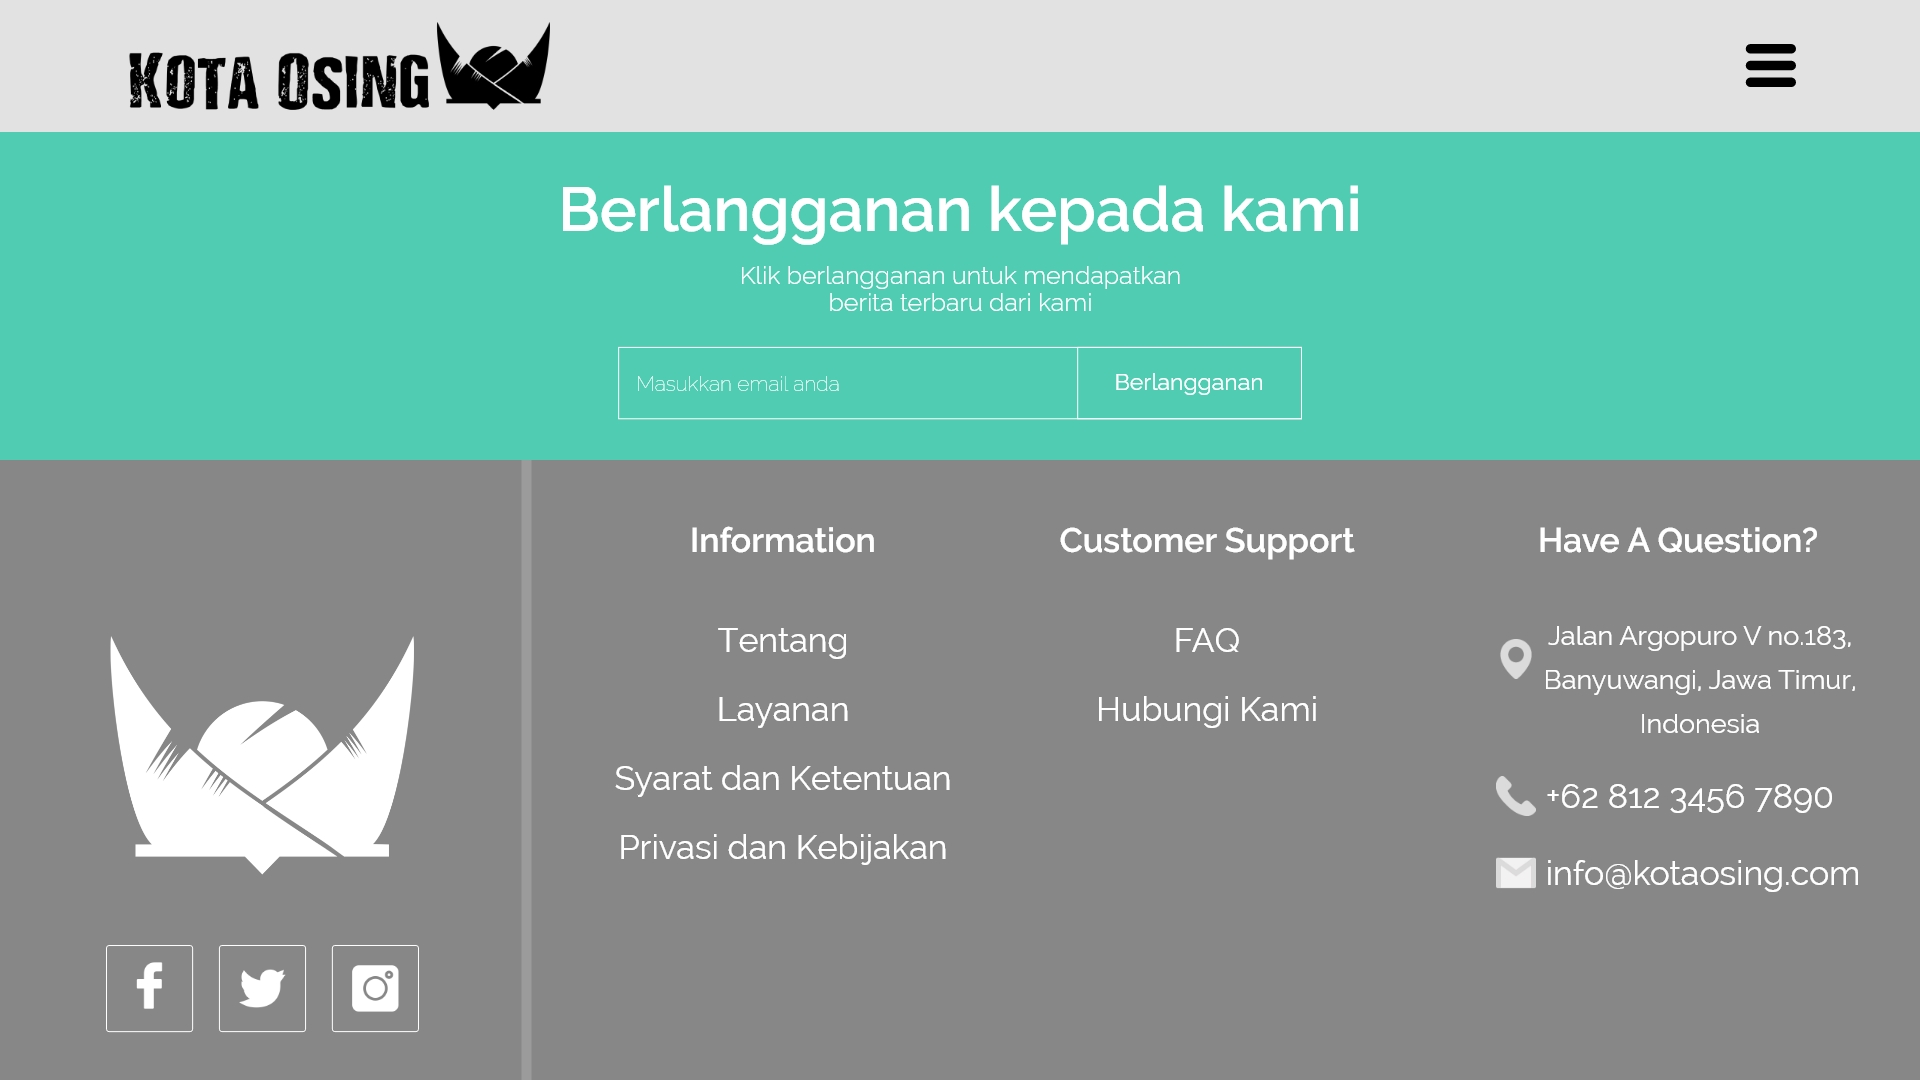 KOTA OSING
Berlangganan kepada kami
Klik berlangganan untuk mendapatkan
berita terbaru dari kami
Masukkan email anda
Berlangganan
Information
Tentang
Layanan
Syarat dan Ketentuan
Privasi dan Kebijakan
Customer Support
FAQ
Hubungi Kami
Have A Question?
Jalan Argopuro V no.183,
Banyuwangi, Jawa Timur,
Indonesia
+62 812 3456 7890
info@kotaosing.com